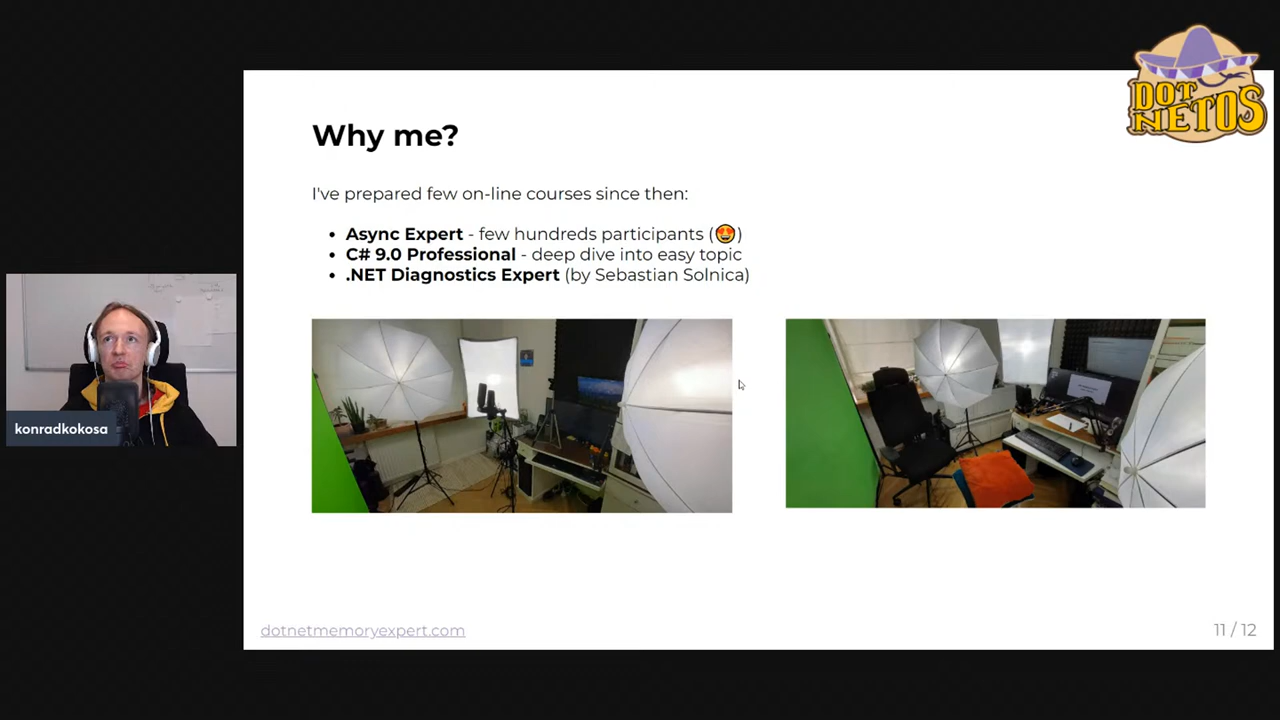 DOT
NETOS
Why me?
I've prepared few on-line courses since then:
• Async Expert - few hundreds participants (😍)
• C# 9.0 Professional - deep dive into easy topic
• .NET Diagnostics Expert (by Sebastian Solnica)
konradkokosa
dotnetmemoryexpert.com
11 / 12